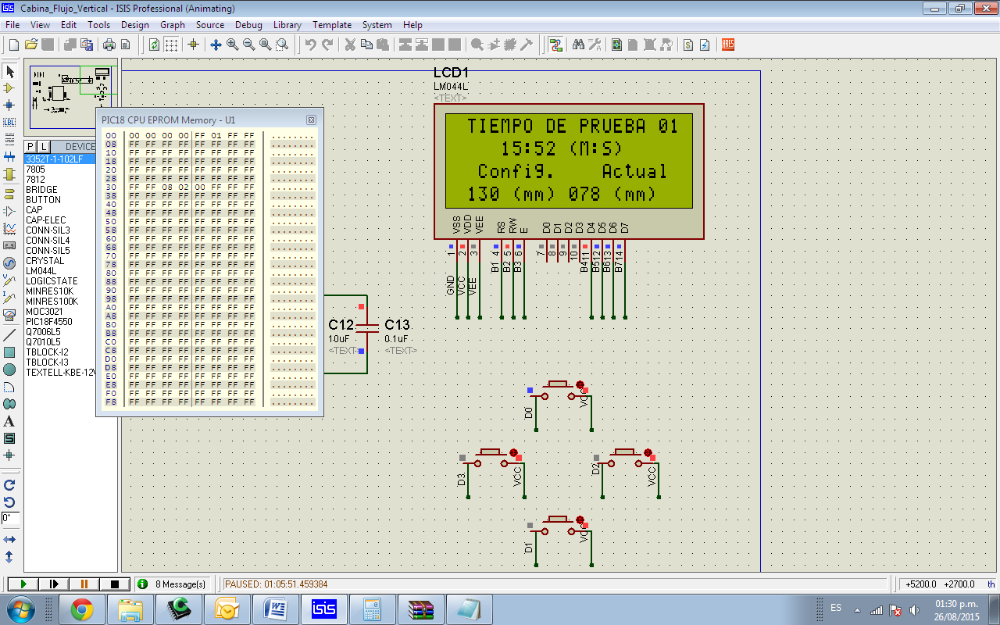 Cabina_Flujo_Vertical - ISIS Professional (Animating)
File View Edit Tools Design Graph Source Debug Library Template System Help
PIC18 CPU EPROM Memory - U1
00 00 00 00 00 FF 01 FF FF ........
08 FF FF FF FF FF FF FF FF ........
10 FF FF FF FF FF FF FF FF ........
18 FF FF FF FF FF FF FF FF ........
20 FF FF FF FF FF FF FF FF ........
28 FF FF FF FF FF FF FF FF ........
30 FF FF 08 02 00 FF FF FF ........
38 FF FF FF FF FF FF FF FF ........
40 FF FF FF FF FF FF FF FF ........
48 FF FF FF FF FF FF FF FF ........
50 FF FF FF FF FF FF FF FF ........
58 FF FF FF FF FF FF FF FF ........
60 FF FF FF FF FF FF FF FF ........
68 FF FF FF FF FF FF FF FF ........
70 FF FF FF FF FF FF FF FF ........
78 FF FF FF FF FF FF FF FF ........
80 FF FF FF FF FF FF FF FF ........
88 FF FF FF FF FF FF FF FF ........
90 FF FF FF FF FF FF FF FF ........
98 FF FF FF FF FF FF FF FF ........
A0 FF FF FF FF FF FF FF FF ........
A8 FF FF FF FF FF FF FF FF ........
B0 FF FF FF FF FF FF FF FF ........
B8 FF FF FF FF FF FF FF FF ........
C0 FF FF FF FF FF FF FF FF ........
C8 FF FF FF FF FF FF FF FF ........
D0 FF FF FF FF FF FF FF FF ........
D8 FF FF FF FF FF FF FF FF ........
E0 FF FF FF FF FF FF FF FF ........
E8 FF FF FF FF FF FF FF FF ........
F0 FF FF FF FF FF FF FF FF ........
F8 FF FF FF FF FF FF FF FF ........
P L DEVICE
3352T-1-102LF
7805
7812
BRIDGE
BUTTON
CAP
CAP-ELEC
CONN-SIL3
CONN-SIL4
CONN-SIL5
CRYSTAL
LM044L
LOGICSTATE
MINRES10K
MINRES100K
MOC3021
PIC18F4550
Q7006L5
Q7010L5
TBLOCK-I2
TBLOCK-I3
TEXTELL-KBE-12V
LBL
A
S
0°
ARES
LCD1
LM044L
<TEXT>
TIEMPO DE PRUEBA 01
15:52 (M:S)
Config. Actual
130 (mm) 078 (mm)
VSS VDD VEE RS RW E D0 D1 D2 D3 D4 D5 D6 D7
1 2 3 4 5 6 7 8 9 10 11 12 13 14
GND VCC VEE B1 B2 B3 B4 B5 B6 B7
C12
10uF
<TEXT>
C13
0.1uF
<TEXT>
D0 VCC
D3 VCC
D2 VCC
D1 VCC
8 Message(s)
PAUSED: 01:05:51.459384
+5200.0 +2700.0 th
isis
ES
01:30 p.m.
26/08/2015